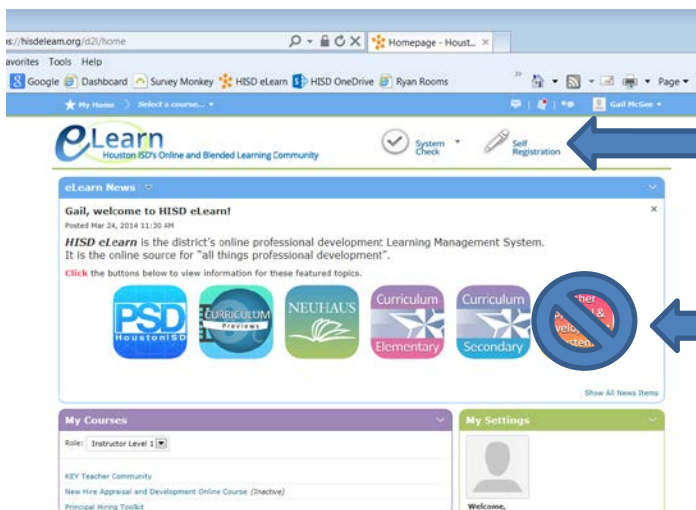 ps://hisdelearn.org/d2l/home
Homepage - Houst...
avorites Tools Help
Google Dashboard Survey Monkey HISD eLearn HISD OneDrive Ryan Rooms
Page
My Home Select a course...
Gail McGee
eLearn
Houston ISD's Online and Blended Learning Community
System Check
Self Registration
eLearn News
Gail, welcome to HISD eLearn!
Posted Mar 24, 2014 11:30 AM
HISD eLearn is the district's online professional development Learning Management System.
It is the online source for "all things professional development".
Click the buttons below to view information for these featured topics.
PSD
HoustonISD
CURRICULUM
Previews
NEUHAUS
Curriculum
Elementary
Curriculum
Secondary
Show All News Items
My Courses
Role: Instructor Level 1
KEY Teacher Community
New Hire Appraisal and Development Online Course (Inactive)
Principal Hiring Toolkit
My Settings
Welcome,